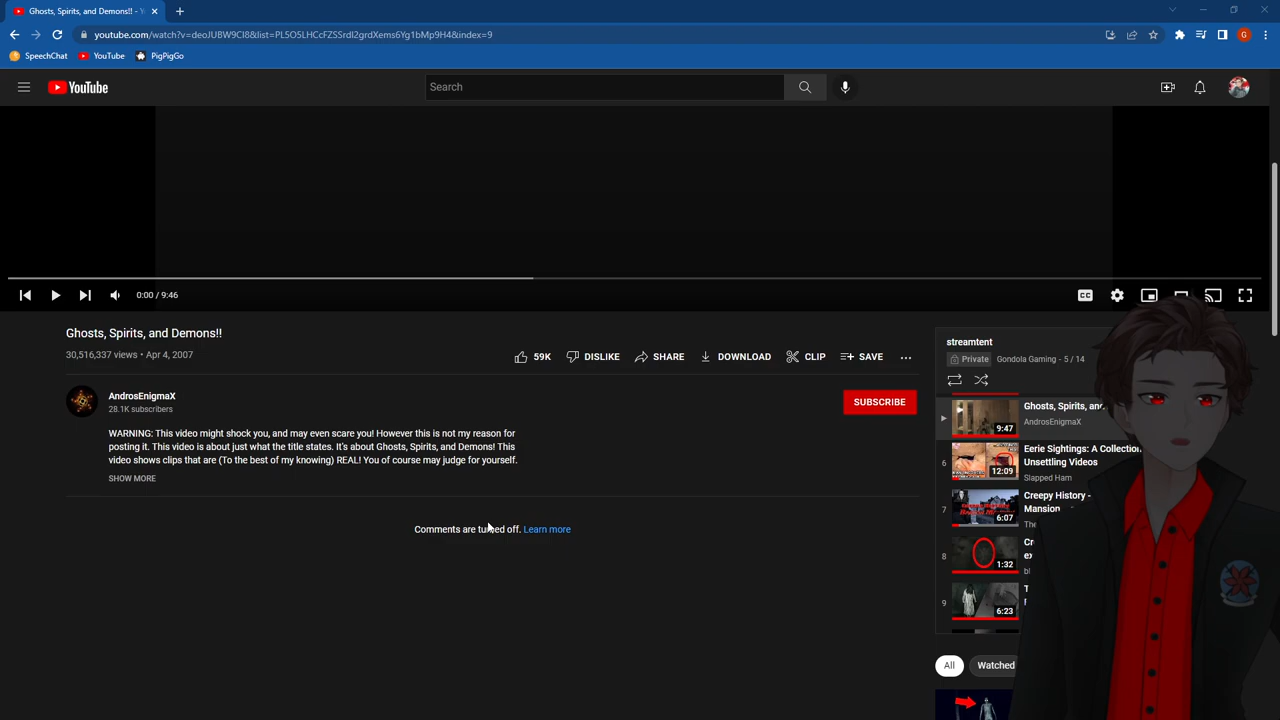 Ghosts, Spirits, and Demons!! - Y
youtube.com/watch?v=deoJUBW9CI8&list=PL5O5LHCcFZSSrdI2grdXems6Yg1bMp9H4&index=9
SpeechChat YouTube PigPigGo
YouTube
Search
G
0:00 / 9:46
CC
Ghosts, Spirits, and Demons!!
30,516,337 views • Apr 4, 2007
59K DISLIKE SHARE DOWNLOAD CLIP SAVE
AndrosEnigmaX
28.1K subscribers
SUBSCRIBE
WARNING: This video might shock you, and may even scare you! However this is not my reason for
posting it. This video is about just what the title states. It's about Ghosts, Spirits, and Demons! This
video shows clips that are (To the best of my knowing) REAL! You of course may judge for yourself.
SHOW MORE
Comments are turned off. Learn more
streamtent
Private Gondola Gaming - 5 / 14
9:47
Ghosts, Spirits, and
AndrosEnigmaX
6
12:09
Eerie Sightings: A Collection
Unsettling Videos
Slapped Ham
7
6:07
Creepy History -
Mansion
The
8
1:32
Cr
ex
bl
9
6:23
T
All Watched